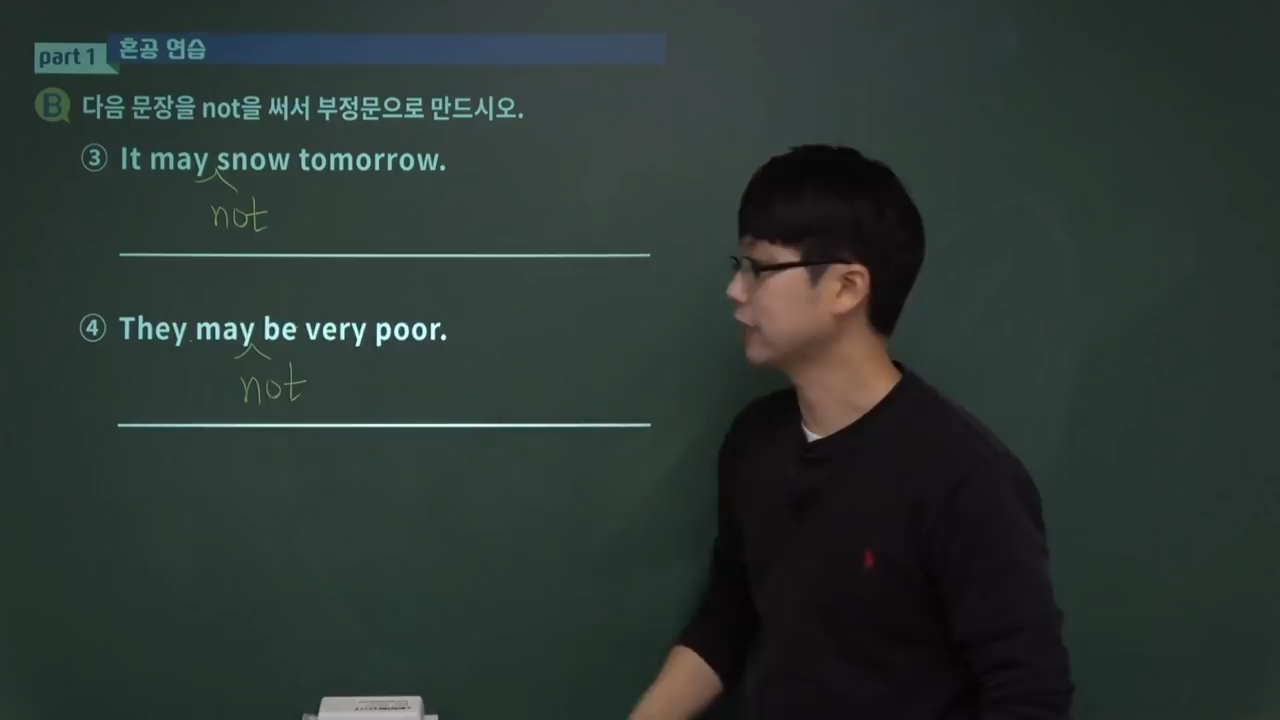 part 1 혼공 연습
B 다음 문장을 not을 써서 부정문으로 만드시오.
③ It may snow tomorrow.
not
④ They may be very poor.
not